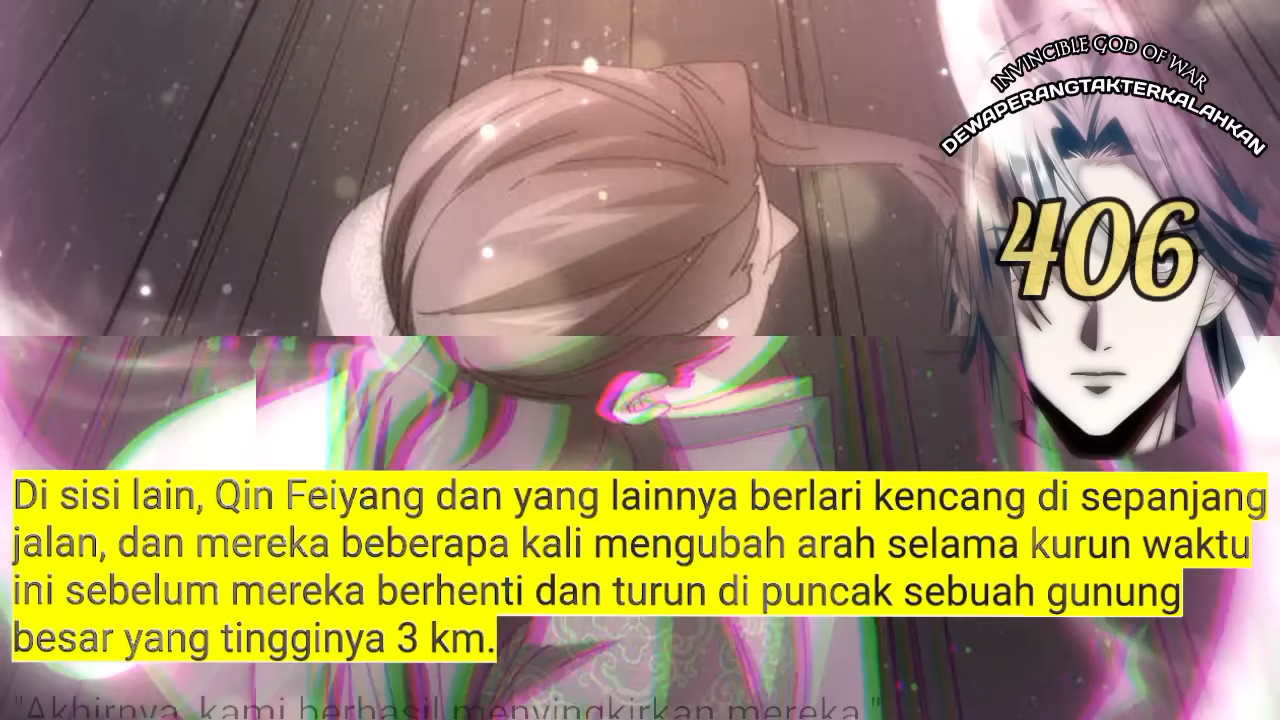 INVINCIBLE GOD OF WAR
DEWAPERANGTAKTERKALAHKAN
406
Di sisi lain, Qin Feiyang dan yang lainnya berlari kencang di sepanjang
jalan, dan mereka beberapa kali mengubah arah selama kurun waktu
ini sebelum mereka berhenti dan turun di puncak sebuah gunung
besar yang tingginya 3 km.
"Akhirnya, kami berhasil menyingkirkan mereka."